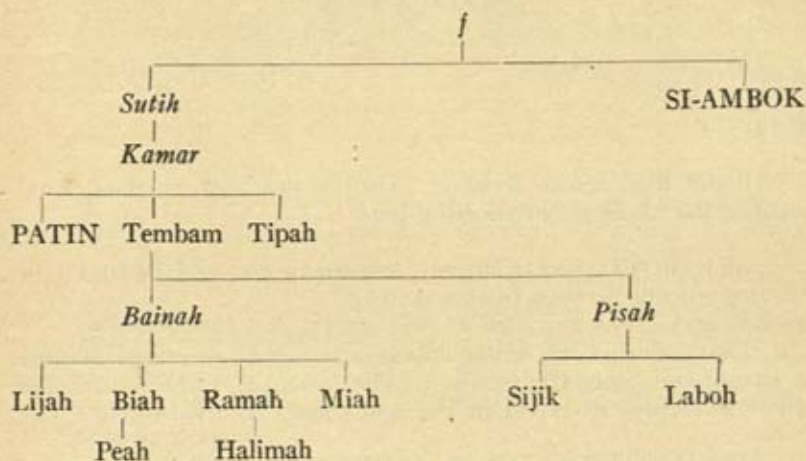 f
Sutih SI-AMBOK
Kamar
PATIN Tembam Tipah
Bainah Pisah
Lijah Biah Ramah Miah Sijik Laboh
Peah Halimah